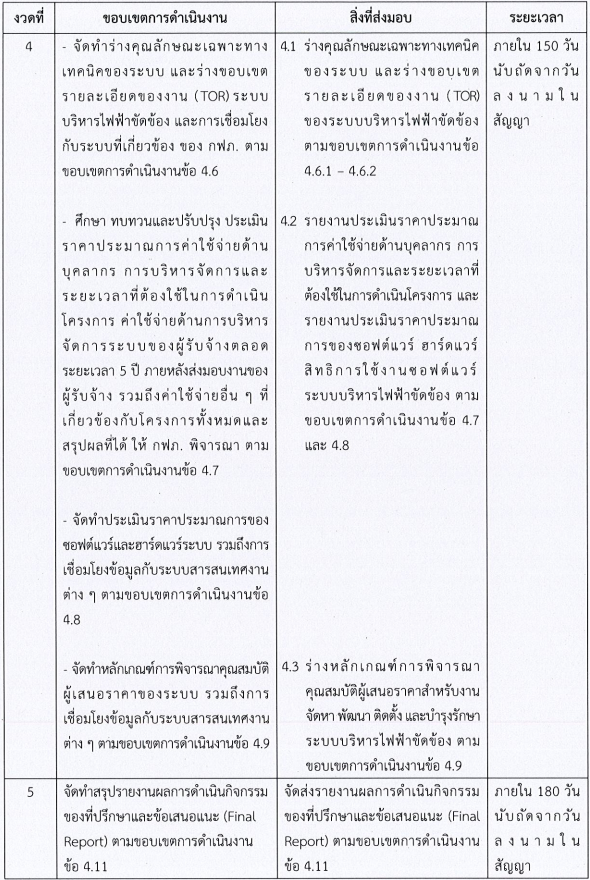 งวดที่ ขอบเขตการดำเนินงาน สิ่งที่ส่งมอบ ระยะเวลา
4
- จัดทำร่างคุณลักษณะเฉพาะทาง
เทคนิคของระบบ และร่างขอบเขต
รายละเอียดของงาน (TOR) ระบบ
บริหารไฟฟ้าขัดข้อง และการเชื่อมโยง
กับระบบที่เกี่ยวข้อง ของ กฟภ. ตาม
ขอบเขตการดำเนินงานข้อ 4.6
- ศึกษา ทบทวนและปรับปรุง ประเมิน
ราคาประมาณการค่าใช้จ่ายด้าน
บุคลากร การบริหารจัดการและ
ระยะเวลาที่ต้องใช้ในการดำเนิน
โครงการ ค่าใช้จ่ายด้านการบริหาร
จัดการระบบของผู้รับจ้างตลอด
ระยะเวลา 5 ปี ภายหลังส่งมอบงานของ
ผู้รับจ้าง รวมถึงค่าใช้จ่ายอื่น ๆ ที่
เกี่ยวข้องกับโครงการทั้งหมดและ
สรุปผลที่ได้ ให้ กฟภ. พิจารณา ตาม
ขอบเขตการดำเนินงานข้อ 4.7
- จัดทำประเมินราคาประมาณการของ
ซอฟต์แวร์และฮาร์ดแวร์ระบบ รวมถึงการ
เชื่อมโยงข้อมูลกับระบบสารสนเทศงาน
ต่าง ๆ ตามขอบเขตการดำเนินงานข้อ
4.8
- จัดทำหลักเกณฑ์การพิจารณาคุณสมบัติ
ผู้เสนอราคาของระบบ รวมถึงการ
เชื่อมโยงข้อมูลกับระบบสารสนเทศงาน
ต่าง ๆ ตามขอบเขตการดำเนินงานข้อ 4.9
4.1 ร่างคุณลักษณะเฉพาะทางเทคนิค
ของระบบ และร่างขอบเขต
รายละเอียดของงาน (TOR)
ของระบบบริหารไฟฟ้าขัดข้อง
ตามขอบเขตการดำเนินงานข้อ
4.6.1 – 4.6.2
4.2 รายงานประเมินราคาประมาณ
การค่าใช้จ่ายด้านบุคลากร การ
บริหารจัดการและระยะเวลาที่
ต้องใช้ในการดำเนินโครงการ และ
รายงานประเมินราคาประมาณ
การของซอฟต์แวร์ ฮาร์ดแวร์
สิทธิการใช้งานซอฟต์แวร์
ระบบบริหารไฟฟ้าขัดข้อง ตาม
ขอบเขตการดำเนินงานข้อ 4.7
และ 4.8
4.3 ร่างหลักเกณฑ์การพิจารณา
คุณสมบัติผู้เสนอราคาสำหรับงาน
จัดหา พัฒนา ติดตั้ง และบำรุงรักษา
ระบบบริหารไฟฟ้าขัดข้อง ตาม
ขอบเขตการดำเนินงานข้อ 4.9
ภายใน 150 วัน
นับถัดจากวัน
ลงนามใน
สัญญา
5
จัดทำสรุปรายงานผลการดำเนินกิจกรรม
ของที่ปรึกษาและข้อเสนอแนะ (Final
Report) ตามขอบเขตการดำเนินงาน
ข้อ 4.11
จัดส่งรายงานผลการดำเนินกิจกรรม
ของที่ปรึกษาและข้อเสนอแนะ (Final
Report) ตามขอบเขตการดำเนินงาน
ข้อ 4.11
ภายใน 180 วัน
นับถัดจากวัน
ลงนามใน
สัญญา